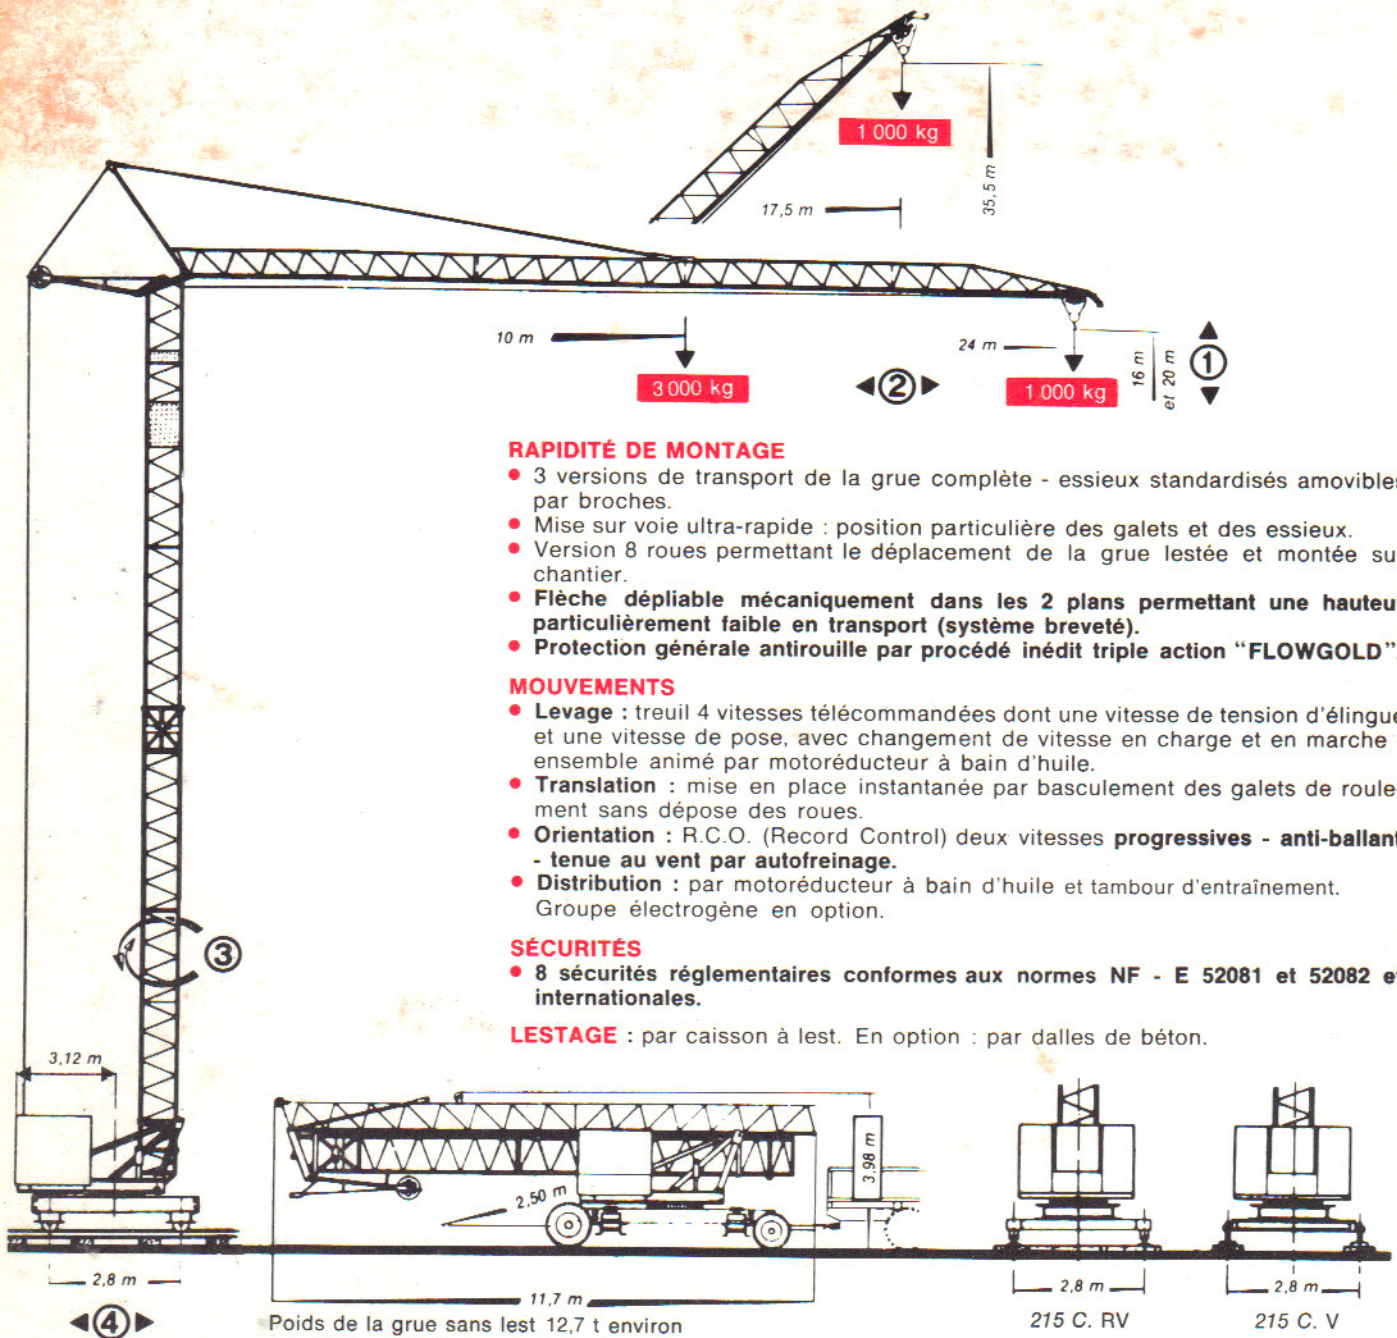 1 000 kg
35,5 m
17,5 m
10 m
3 000 kg
②
24 m
1 000 kg
16 m
et 20 m
①
RAPIDITÉ DE MONTAGE
• 3 versions de transport de la grue complète - essieux standardisés amovibles
par broches.
• Mise sur voie ultra-rapide : position particulière des galets et des essieux.
• Version 8 roues permettant le déplacement de la grue lestée et montée su
chantier.
• Flèche dépliable mécaniquement dans les 2 plans permettant une hauteu
particulièrement faible en transport (système breveté).
• Protection générale antirouille par procédé inédit triple action “FLOWGOLD”.
MOUVEMENTS
• Levage : treuil 4 vitesses télécommandées dont une vitesse de tension d'élingue
et une vitesse de pose, avec changement de vitesse en charge et en marche
ensemble animé par motoréducteur à bain d'huile.
• Translation : mise en place instantanée par basculement des galets de roule-
ment sans dépose des roues.
• Orientation : R.C.O. (Record Control) deux vitesses progressives - anti-ballant
- tenue au vent par autofreinage.
• Distribution : par motoréducteur à bain d'huile et tambour d'entraînement.
Groupe électrogène en option.
③
SÉCURITÉS
• 8 sécurités réglementaires conformes aux normes NF - E 52081 et 52082 et
internationales.
LESTAGE : par caisson à lest. En option : par dalles de béton.
3,12 m
2,50 m
3,98 m
2,8 m
11,7 m
2,8 m
2,8 m
④
Poids de la grue sans lest 12,7 t environ
215 C. RV
215 C. V